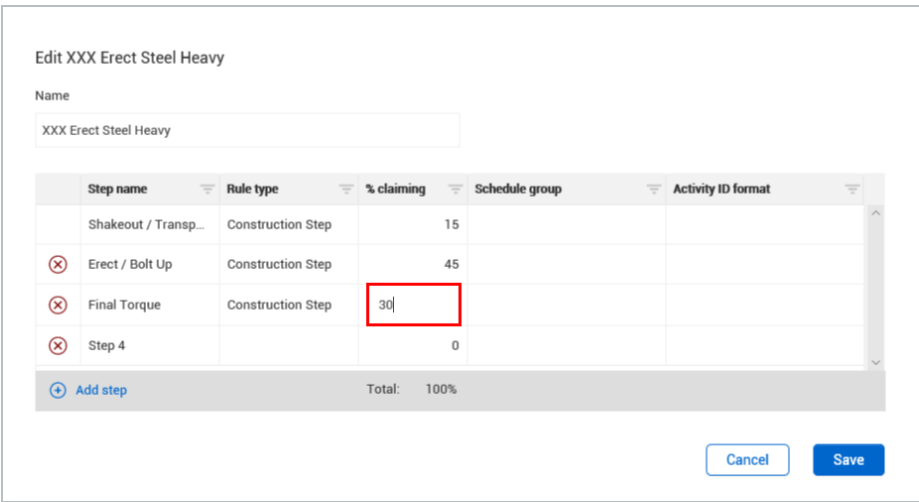 Edit XXX Erect Steel Heavy
Name
XXX Erect Steel Heavy
Step name Rule type % claiming Schedule group Activity ID format
Shakeout / Transp... Construction Step 15
Erect / Bolt Up Construction Step 45
Final Torque Construction Step 30
Step 4 0
Add step Total: 100%
Cancel Save